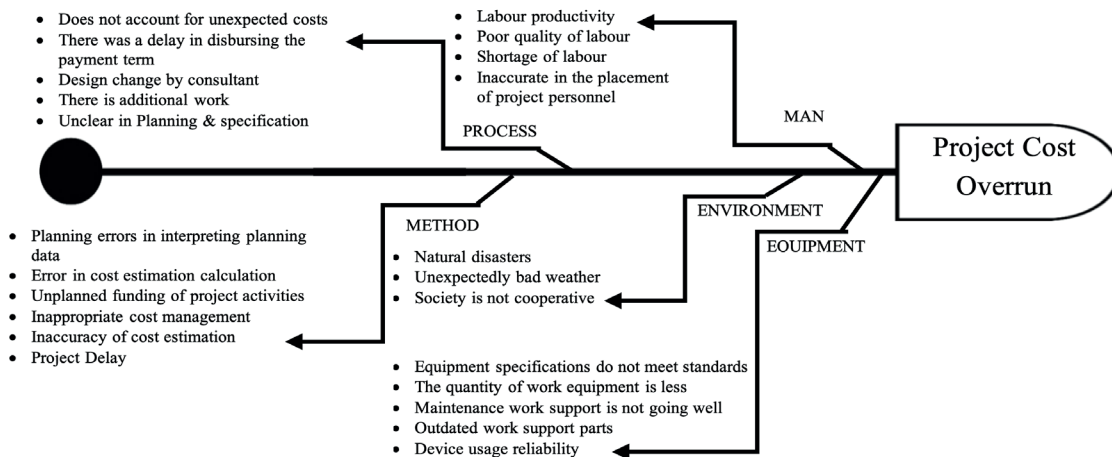 • Does not account for unexpected costs
• There was a delay in disbursing the
payment term
• Design change by consultant
• There is additional work
• Unclear in Planning & specification
PROCESS
• Labour productivity
• Poor quality of labour
• Shortage of labour
• Inaccurate in the placement
of project personnel
MAN
Project Cost
Overrun
METHOD
• Planning errors in interpreting planning
data
• Error in cost estimation calculation
• Unplanned funding of project activities
• Inappropriate cost management
• Inaccuracy of cost estimation
• Project Delay
ENVIRONMENT
• Natural disasters
• Unexpectedly bad weather
• Society is not cooperative
EQUIPMENT
• Equipment specifications do not meet standards
• The quantity of work equipment is less
• Maintenance work support is not going well
• Outdated work support parts
• Device usage reliability